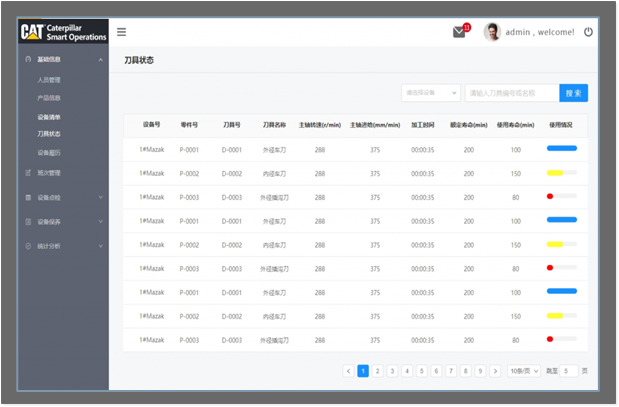 CAT Caterpillar
Smart Operations
11
admin , welcome!
基础信息
人员管理
产品信息
设备清单
刀具状态
设备履历
班次管理
设备点检
设备保养
统计分析
刀具状态
请选择设备
请输入刀具编号或名称
搜索
设备号 零件号 刀具号 刀具名称 主轴转速(r/min) 主轴进给(mm/min) 加工时间 额定寿命(min) 使用寿命(min) 使用情况
1#Mazak P-0001 D-0001 外径车刀 288 375 00:00:35 200 100
1#Mazak P-0002 D-0002 内径车刀 288 375 00:00:35 200 150
1#Mazak P-0003 D-0003 外径插沟刀 288 375 00:00:35 200 80
1#Mazak P-0001 D-0001 外径车刀 288 375 00:00:35 200 100
1#Mazak P-0002 D-0002 内径车刀 288 375 00:00:35 200 150
1#Mazak P-0003 D-0003 外径插沟刀 288 375 00:00:35 200 80
1#Mazak P-0001 D-0001 外径车刀 288 375 00:00:35 200 100
1#Mazak P-0002 D-0002 内径车刀 288 375 00:00:35 200 150
1#Mazak P-0003 D-0003 外径插沟刀 288 375 00:00:35 200 80
< 1 2 3 4 5 6 7 8 9 > 10条/页 跳至 5 页